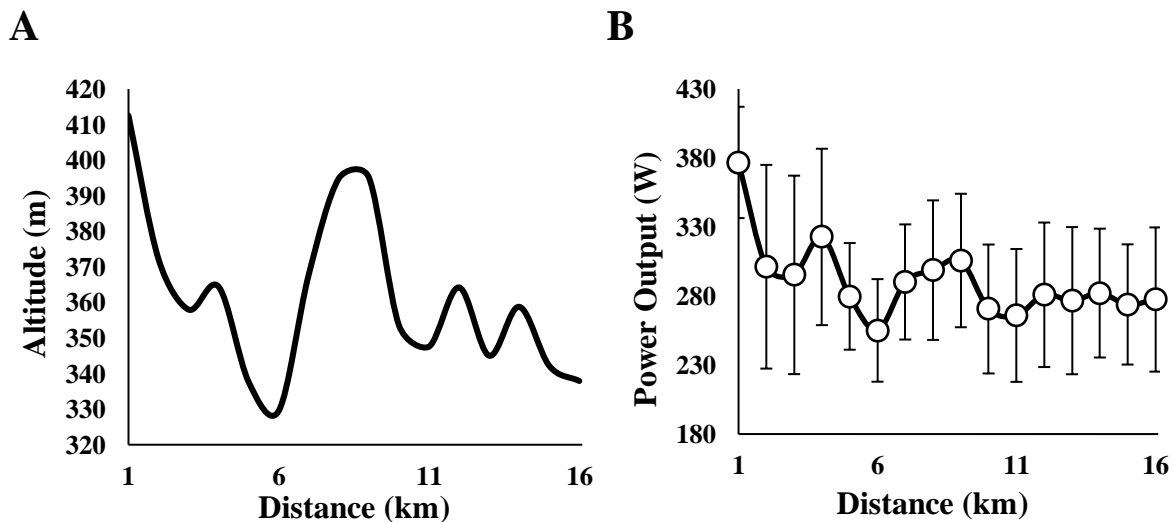 A
420
410
400
390
380
370
360
350
340
330
320
Altitude (m)
1 6 11 16
Distance (km)
B
430
380
330
280
230
180
Power Output (W)
1 6 11 16
Distance (km)